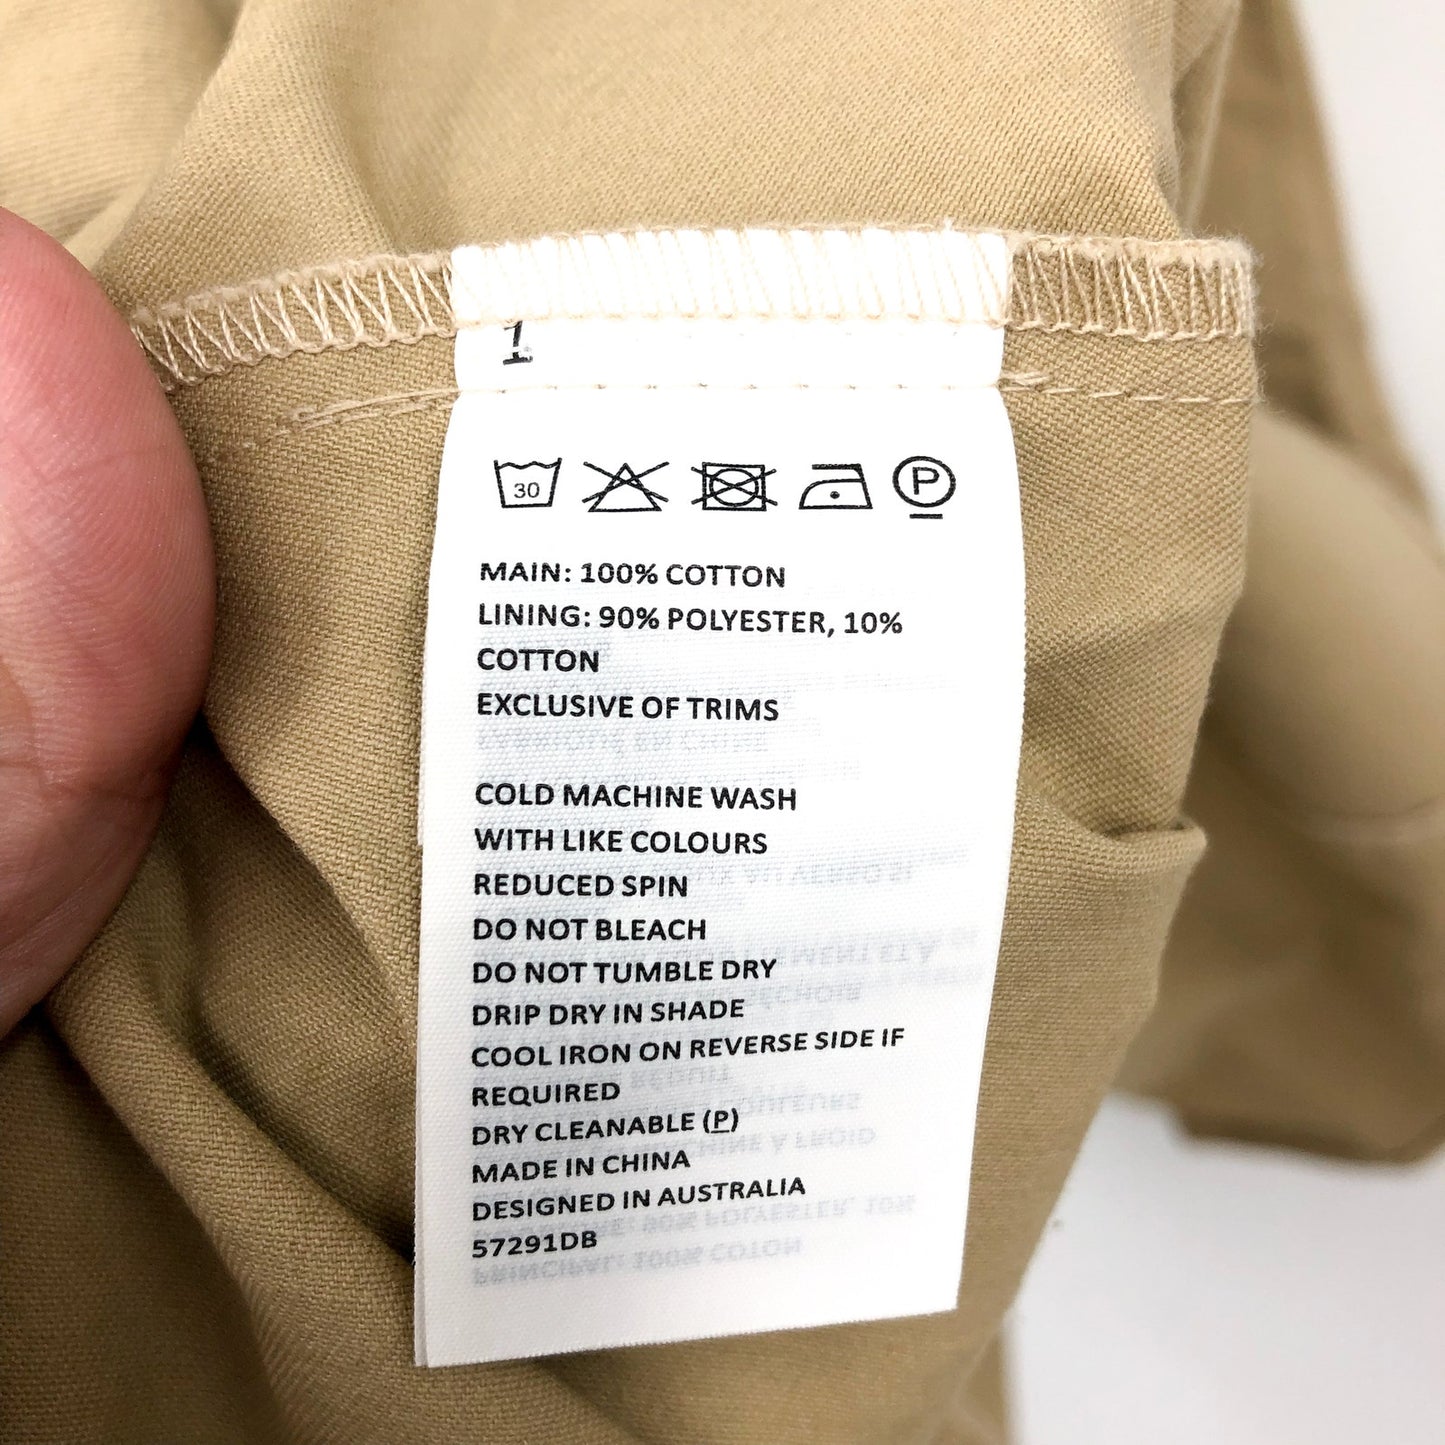 1
30 P
MAIN: 100% COTTON
LINING: 90% POLYESTER, 10%
COTTON
EXCLUSIVE OF TRIMS
COLD MACHINE WASH
WITH LIKE COLOURS
REDUCED SPIN
DO NOT BLEACH
DO NOT TUMBLE DRY
DRIP DRY IN SHADE
COOL IRON ON REVERSE SIDE IF
REQUIRED
DRY CLEANABLE (P)
MADE IN CHINA
DESIGNED IN AUSTRALIA
57291DB